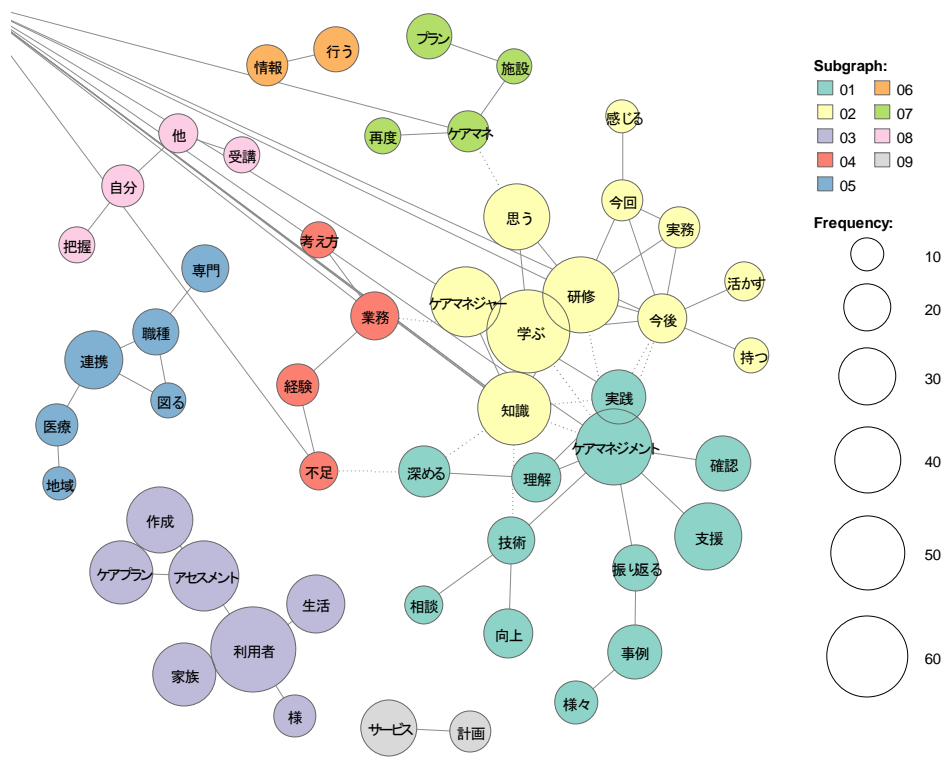 プラン
行う
情報
施設
Subgraph:
01 06
02 07
03 08
04 09
05
感じる
他
再度
ケアマネ
受講
自分
今回
思う
実務
Frequency:
10
把握
考え方
専門
活かす
研修
ケアマネジャー
20
業務
今後
職種
学ぶ
持つ
連携
30
経験
実践
図る
知識
医療
ケアマネジメント
確認
40
不足
深める
理解
地域
作成
支援
技術
50
ケアプラン
アセスメント
振り返る
生活
相談
向上
利用者
事例
60
家族
様々
様
サービス
計画